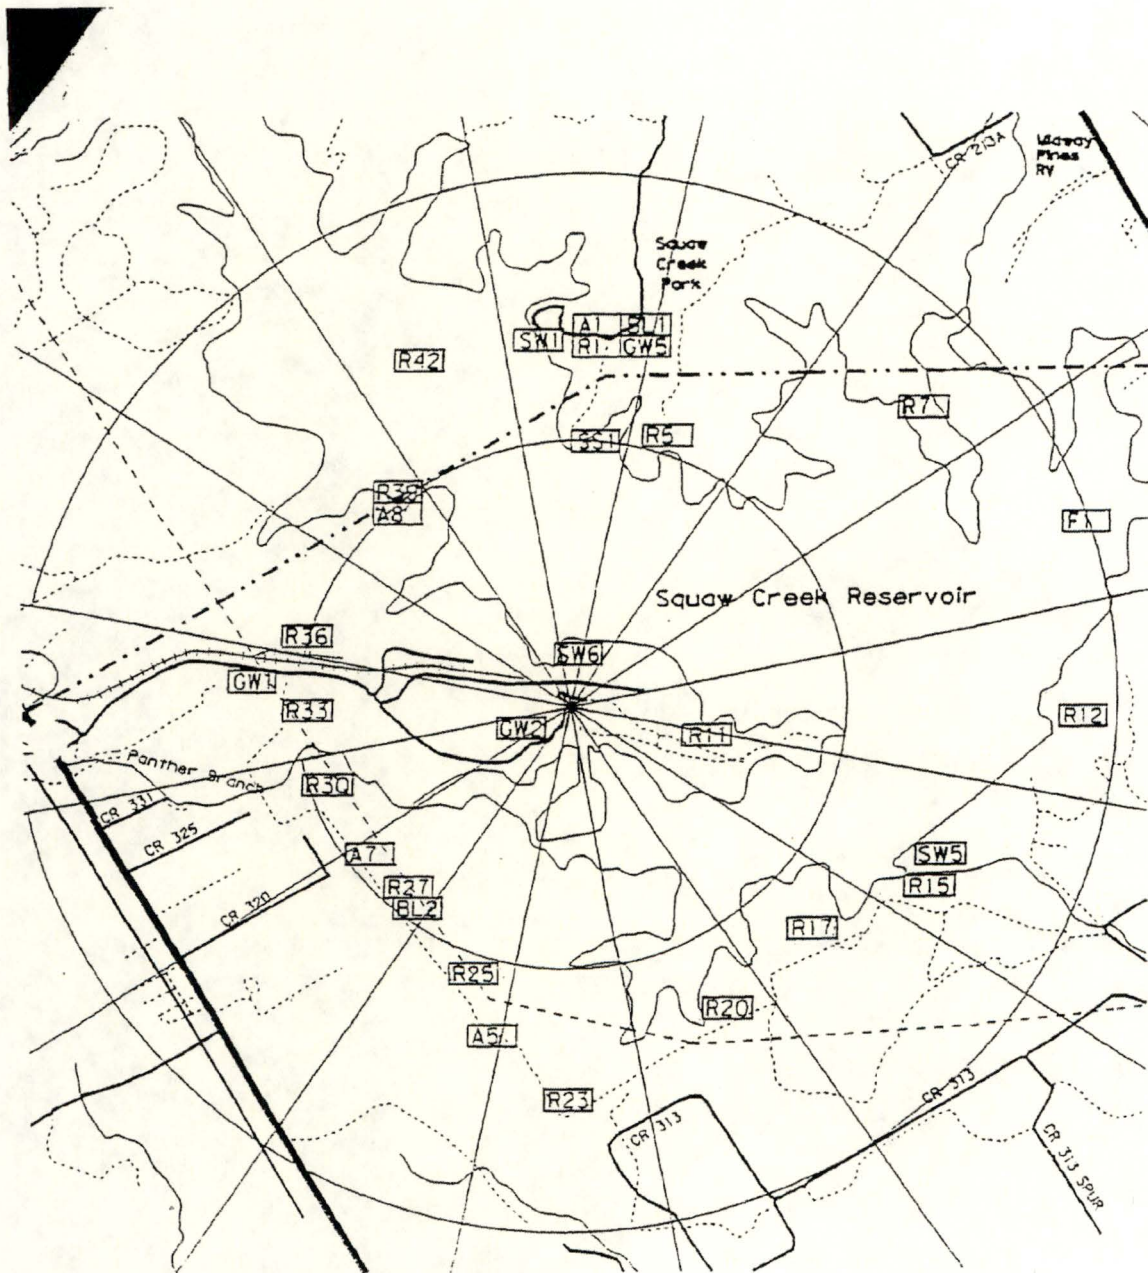 CR 213A
Midway
Pines
RV
Squaw
Creek
Park
A1 BL1
SW1 R1 GW5
R42
R7
SS1 R5
R38
A8
F1
Squaw Creek Reservoir
R36
SW6
GW1
R33
GW2
R11
R12
Panther Branch
R30
CR 331
CR 325
A7
SW5
R27
R15
BL2
CR 320
R17
R25
R20
A5
R23
CR 313
CR 313
CR 313 SPUR